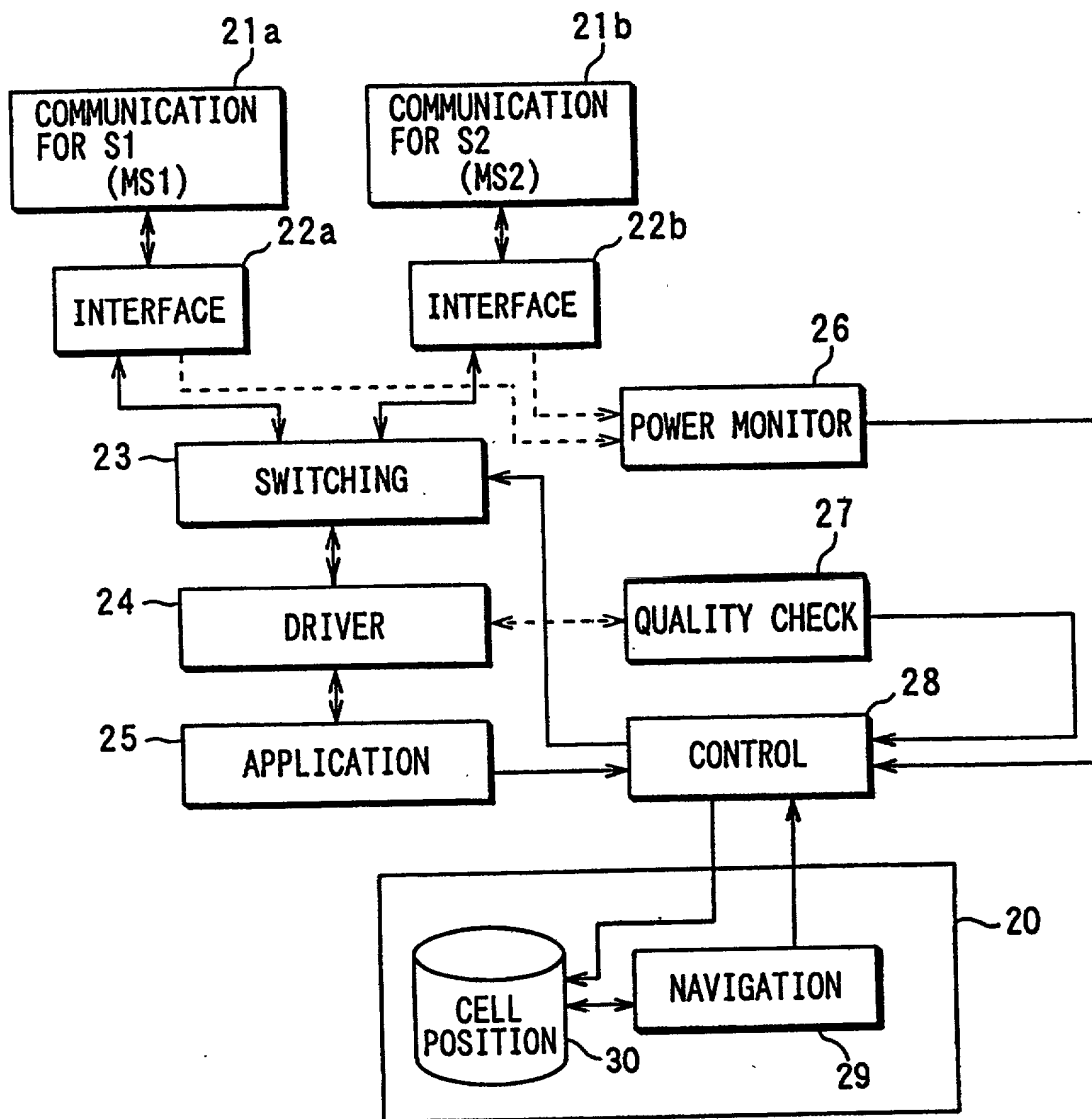 21a
21b
COMMUNICATION
FOR S1
(MS1)
COMMUNICATION
FOR S2
(MS2)
22a
22b
INTERFACE
INTERFACE
26
POWER MONITOR
23
SWITCHING
27
24
DRIVER
QUALITY CHECK
28
25
APPLICATION
CONTROL
20
NAVIGATION
CELL
POSITION
30
29